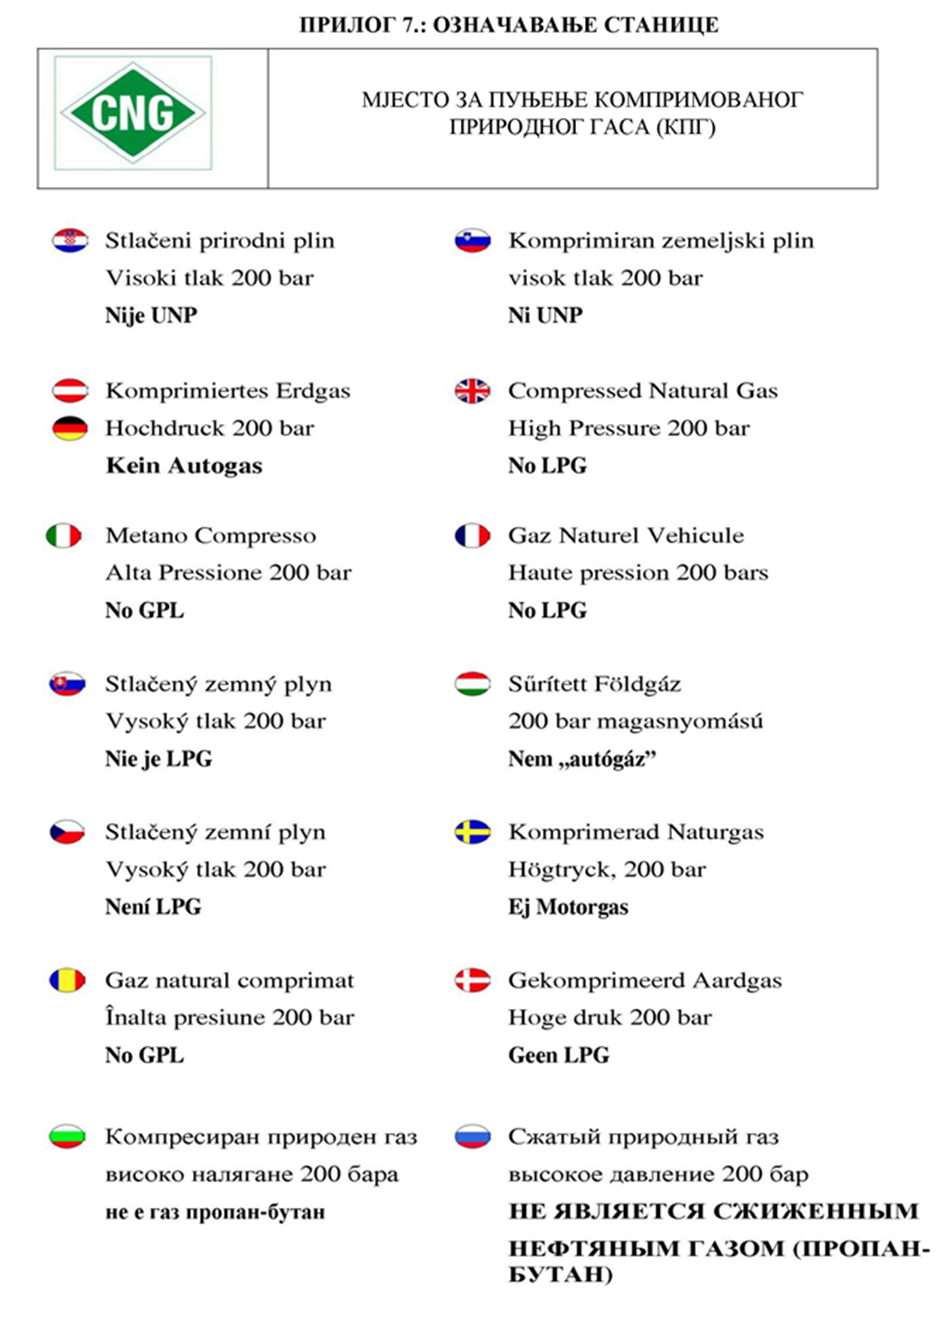 ПРИЛОГ 7.: ОЗНАЧАВАЊЕ СТАНИЦЕ
CNG
МЈЕСТО ЗА ПУЊЕЊЕ КОМПРИМОВАНОГ
ПРИРОДНОГ ГАСА (КПГ)
Stlačeni prirodni plin
Visoki tlak 200 bar
Nije UNP
Komprimiran zemeljski plin
visok tlak 200 bar
Ni UNP
Komprimiertes Erdgas
Hochdruck 200 bar
Kein Autogas
Compressed Natural Gas
High Pressure 200 bar
No LPG
Metano Compresso
Alta Pressione 200 bar
No GPL
Gaz Naturel Vehicule
Haute pression 200 bars
No LPG
Stlačený zemný plyn
Vysoký tlak 200 bar
Nie je LPG
Sűrített Földgáz
200 bar magasnyomású
Nem „autógáz”
Stlačený zemní plyn
Vysoký tlak 200 bar
Není LPG
Komprimerad Naturgas
Högtryck, 200 bar
Ej Motorgas
Gaz natural comprimat
Înalta presiune 200 bar
No GPL
Gekomprimeerd Aardgas
Hoge druk 200 bar
Geen LPG
Компресиран природен газ
високо налягане 200 бара
не е газ пропан-бутан
Сжатый природный газ
высокое давление 200 бар
НЕ ЯВЛЯЕТСЯ СЖИЖЕННЫМ
НЕФТЯНЫМ ГАЗОМ (ПРОПАН-
БУТАН)